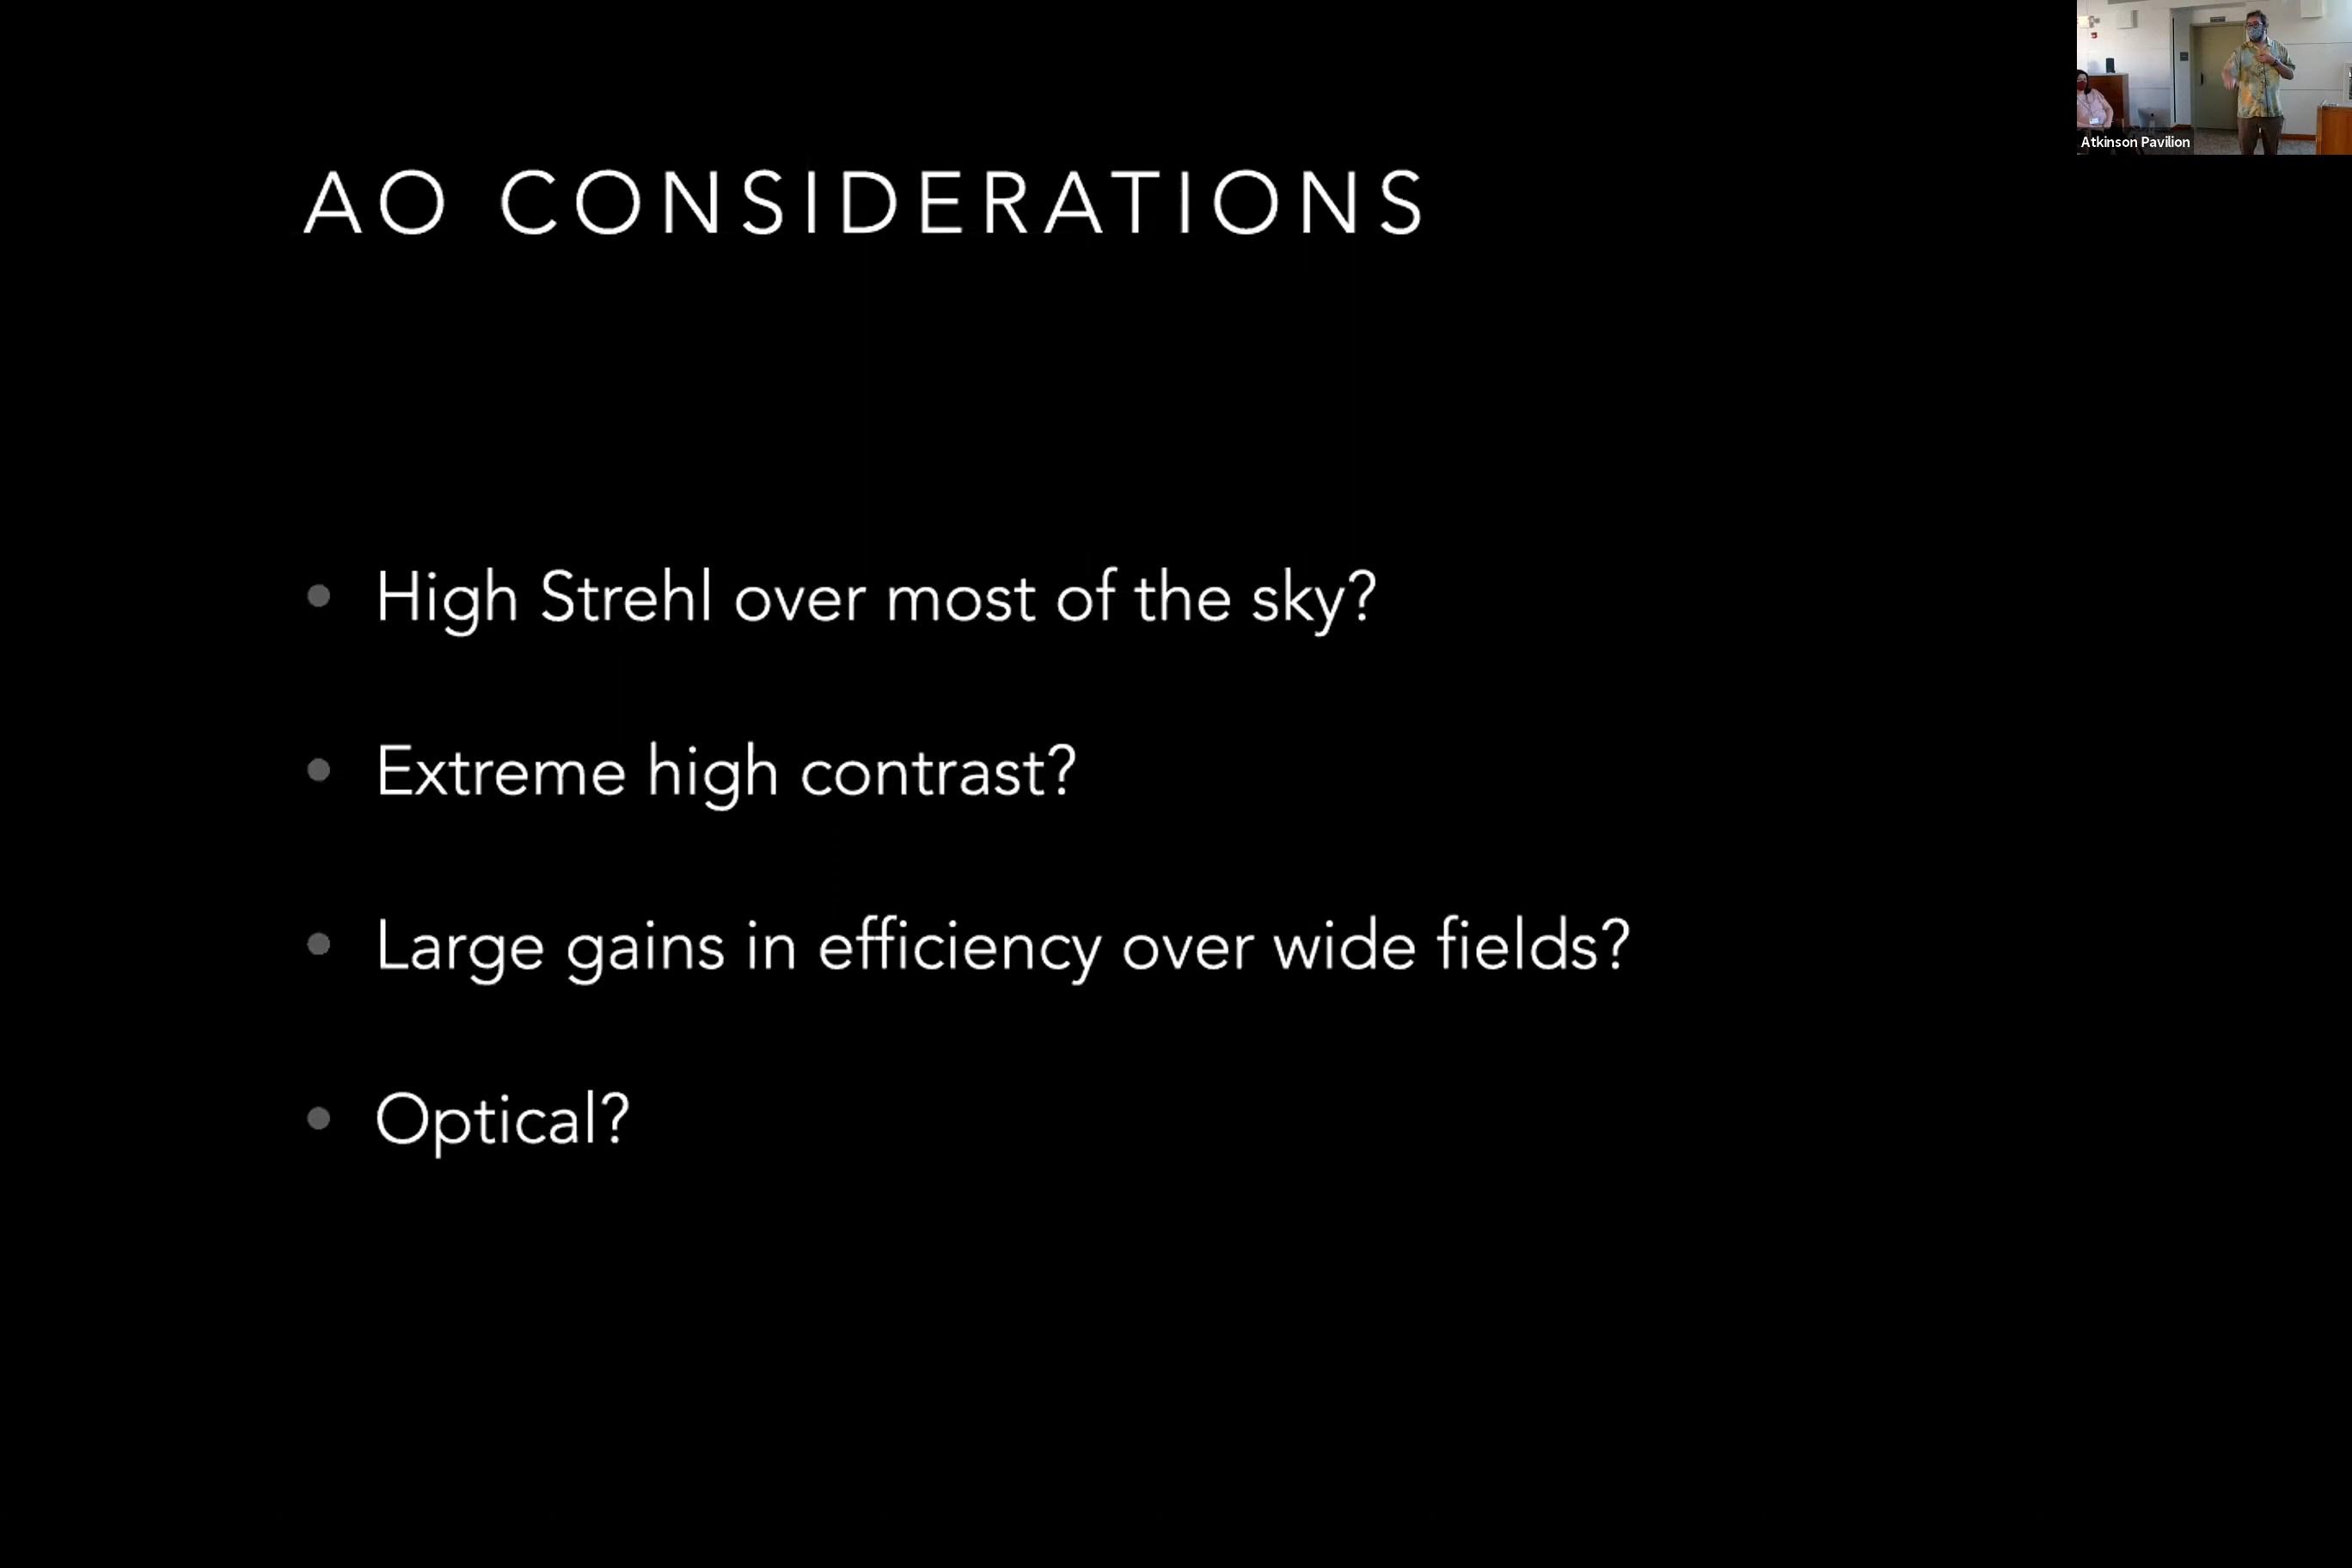 AO CONSIDERATIONS
High Strehl over most of the sky?
Extreme high contrast?
Large gains in efficiency over wide fields?
Optical?
Atkinson Pavilion